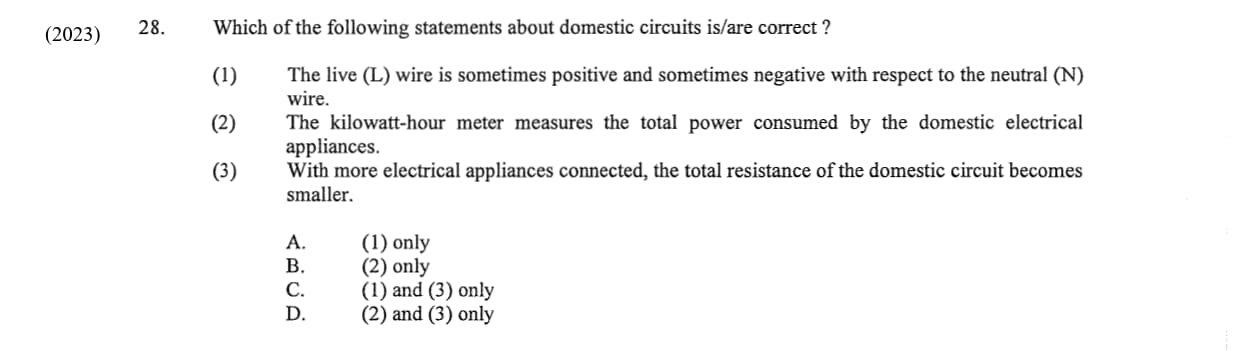 (2023) 28. Which of the following statements about domestic circuits is/are correct ?
(1) The live (L) wire is sometimes positive and sometimes negative with respect to the neutral (N)
wire.
(2) The kilowatt-hour meter measures the total power consumed by the domestic electrical
appliances.
(3) With more electrical appliances connected, the total resistance of the domestic circuit becomes
smaller.
A. (1) only
B. (2) only
C. (1) and (3) only
D. (2) and (3) only